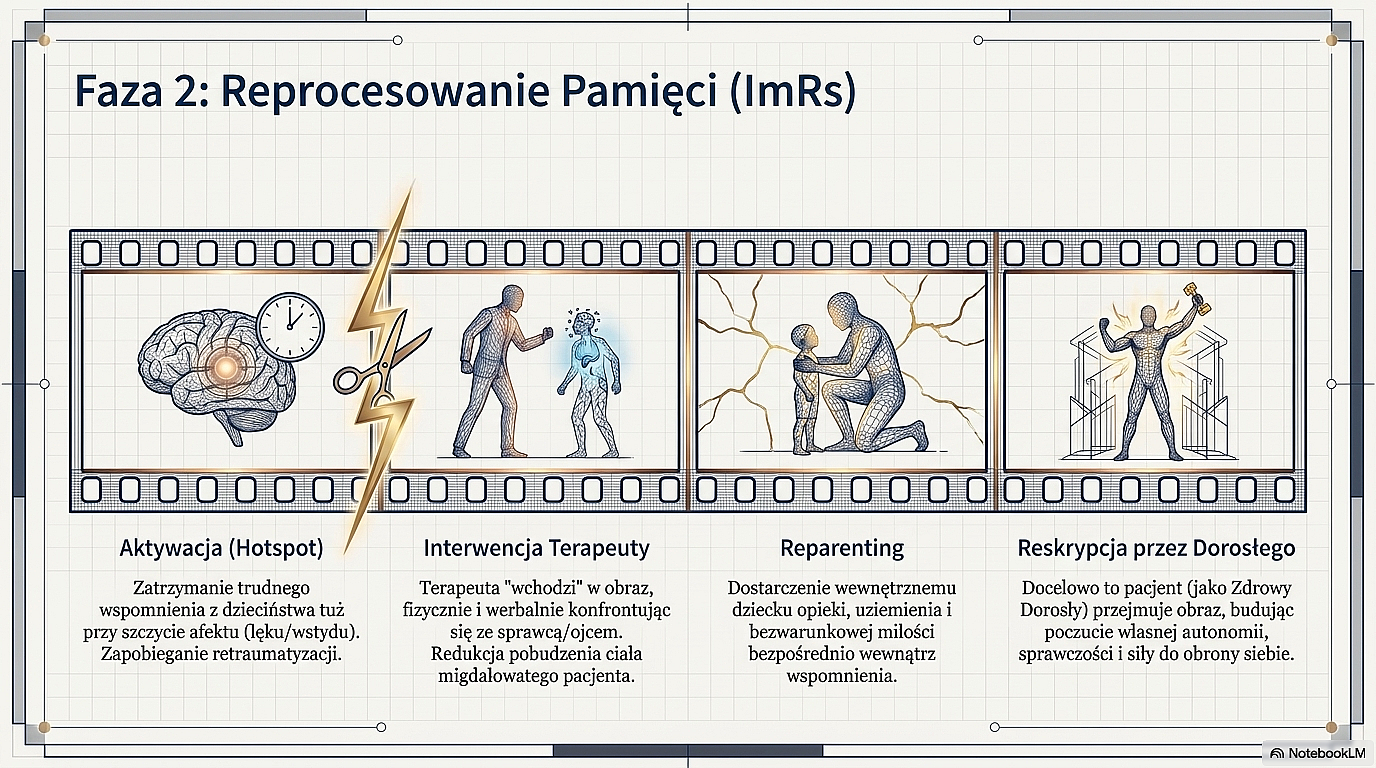 Faza 2: Reprocesowanie Pamięci (ImRs)
Aktywacja (Hotspot)
Zatrzymanie trudnego
wspomnienia z dzieciństwa tuż
przy szczycie afektu (lęku/wstydu).
Zapobieganie retraumatyzacji.
Interwencja Terapeuty
Terapeuta "wchodzi" w obraz,
fizycznie i werbalnie konfrontując
się ze sprawcą/ojcem.
Redukcja pobudzenia ciała
migdałowatego pacjenta.
Reparenting
Dostarczenie wewnętrznemu
dziecku opieki, uziemienia i
bezwarunkowej miłości
bezpośrednio wewnątrz
wspomnienia.
Reskrypcja przez Dorosłego
Docelowo to pacjent (jako Zdrowy
Dorosły) przejmuje obraz, budując
poczucie własnej autonomii,
sprawczości i siły do obrony siebie.
NotebookLM